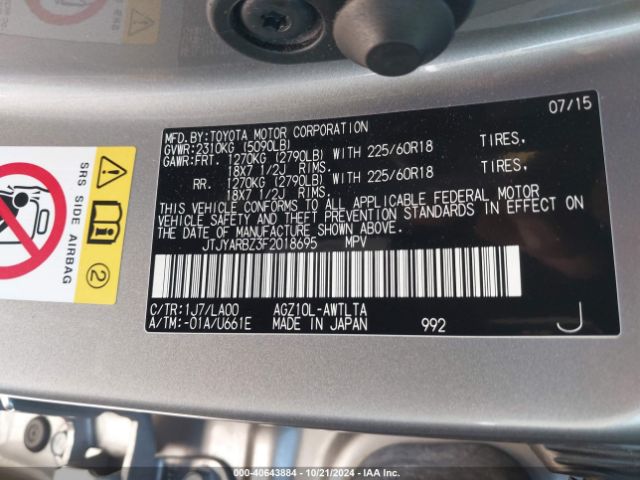 MFD. BY: TOYOTA MOTOR CORPORATION 07/15
GVWR: 2310KG (5090LB)
GAWR: FRT. 1270KG (2790LB) WITH 225/60R18 TIRES,
18X7 1/2J RIMS.
RR. 1270KG (2790LB) WITH 225/60R18 TIRES,
18X7 1/2J RIMS.
THIS VEHICLE CONFORMS TO ALL APPLICABLE FEDERAL MOTOR
VEHICLE SAFETY AND THEFT PREVENTION STANDARDS IN EFFECT ON
THE DATE OF MANUFACTURE SHOWN ABOVE.
JTJYARBZ3F2018695 MPV
C/TR: 1J7/LA00 AGZ10L-AWTLTA
A/TM: -01A/U661E MADE IN JAPAN 992 J
SRS SIDE AIRBAG
2
000-40643884 - 10/21/2024 - IAA Inc.